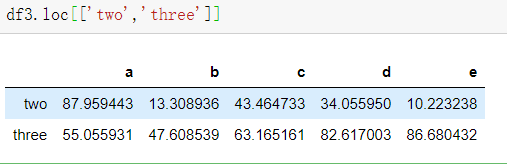 df3.loc[['two','three']]
a b c d e
two 87.959443 13.308936 43.464733 34.055950 10.223238
three 55.055931 47.608539 63.165161 82.617003 86.680432